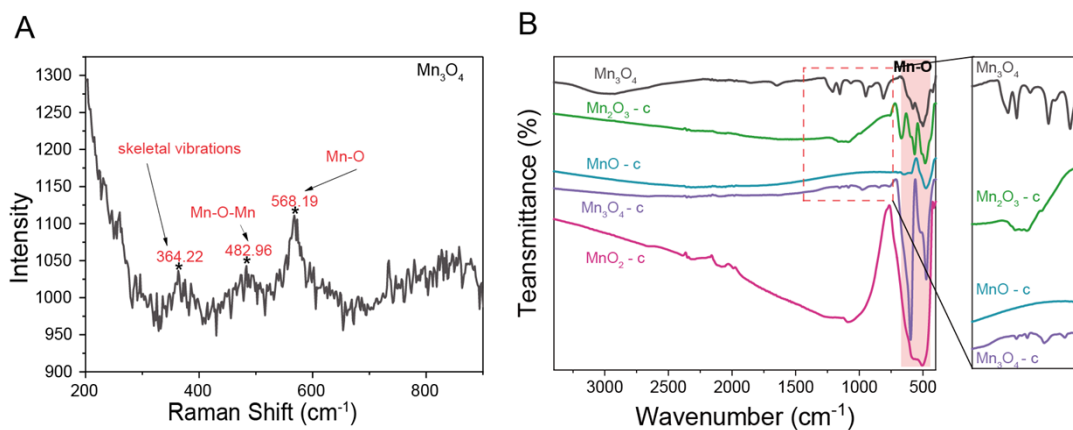 A
Mn₃O₄
1300
1250
1200
1150
1100
1050
1000
950
900
skeletal vibrations
Mn-O
568.19
*
Mn-O-Mn
482.96
*
364.22
*
Intensity
200
400
600
800
Raman Shift (cm⁻¹)
B
Mn-O
Mn₃O₄
Mn₂O₃ - c
MnO - c
Mn₃O₄ - c
MnO₂ - c
Teansmittance (%)
3000
2500
2000
1500
1000
500
Wavenumber (cm⁻¹)
Mn₃O₄
Mn₂O₃ - c
MnO - c
Mn₃O₄ - c